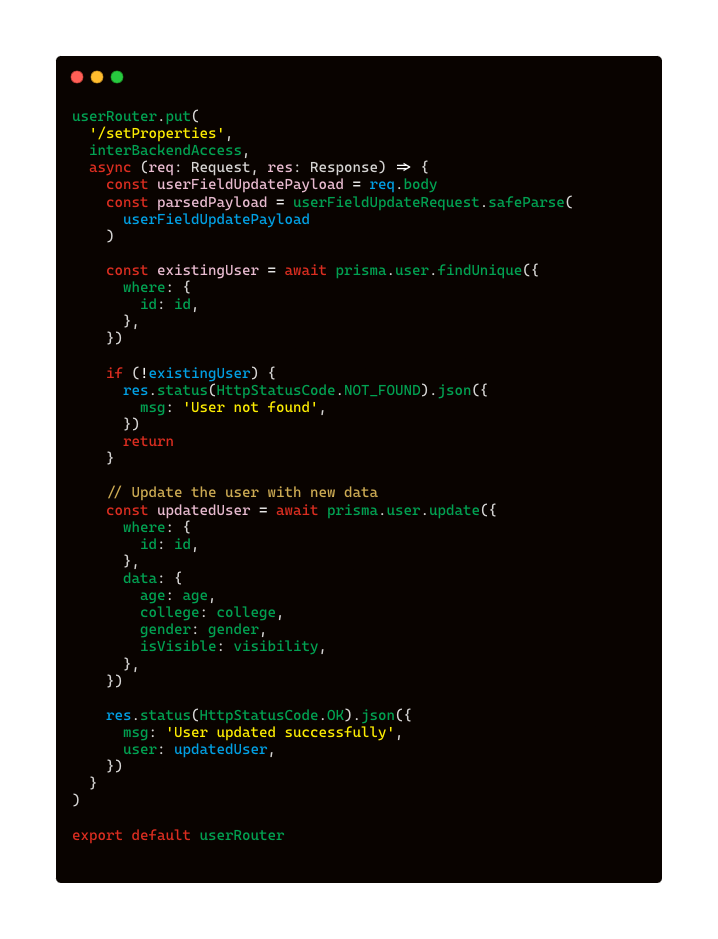 userRouter.put(
  '/setProperties',
  interBackendAccess,
  async (req: Request, res: Response) => {
    const userFieldUpdatePayload = req.body
    const parsedPayload = userFieldUpdateRequest.safeParse(
      userFieldUpdatePayload
    )

    const existingUser = await prisma.user.findUnique({
      where: {
        id: id,
      },
    })

    if (!existingUser) {
      res.status(HttpStatusCode.NOT_FOUND).json({
        msg: 'User not found',
      })
      return
    }

    // Update the user with new data
    const updatedUser = await prisma.user.update({
      where: {
        id: id,
      },
      data: {
        age: age,
        college: college,
        gender: gender,
        isVisible: visibility,
      },
    })

    res.status(HttpStatusCode.OK).json({
      msg: 'User updated successfully',
      user: updatedUser,
    })
  }
)

export default userRouter